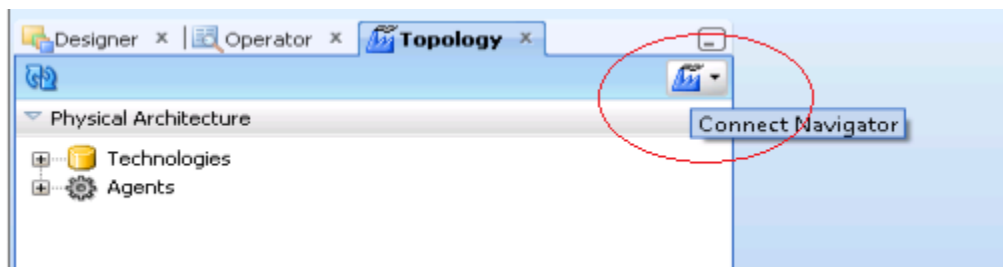 Designer Operator Topology
Connect Navigator
Physical Architecture
Technologies
Agents